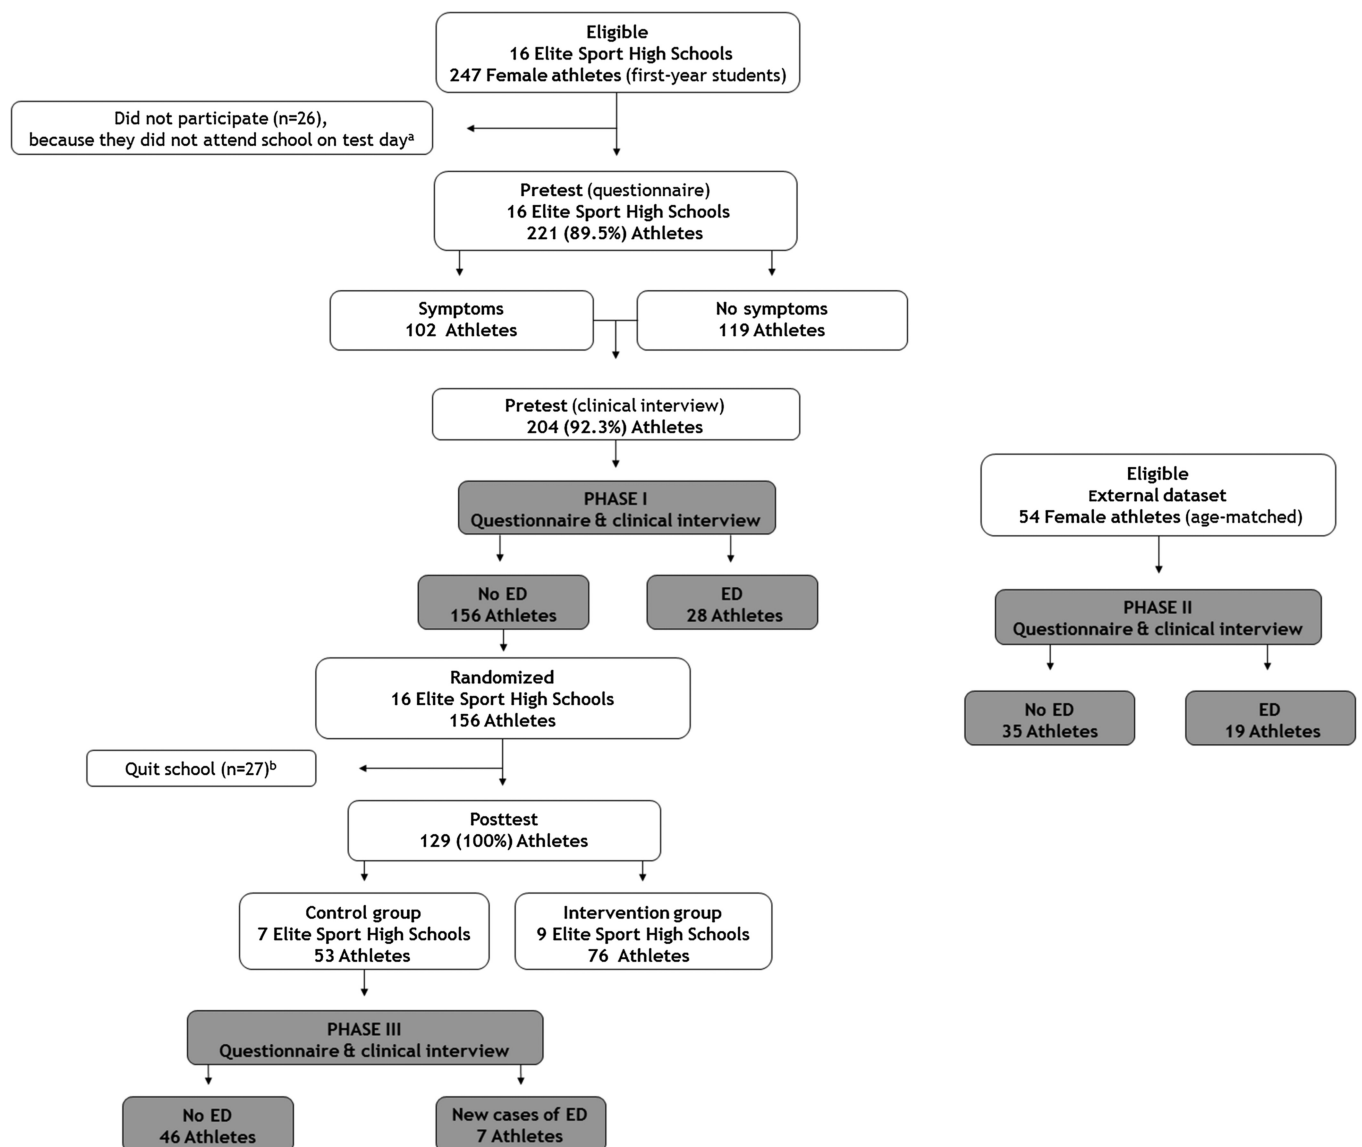 Eligible
16 Elite Sport High Schools
247 Female athletes (first-year students)
Did not participate (n=26),
because they did not attend school on test dayᵃ
Pretest (questionnaire)
16 Elite Sport High Schools
221 (89.5%) Athletes
Symptoms
102 Athletes
No symptoms
119 Athletes
Pretest (clinical interview)
204 (92.3%) Athletes
PHASE I
Questionnaire & clinical interview
No ED
156 Athletes
ED
28 Athletes
Randomized
16 Elite Sport High Schools
156 Athletes
Quit school (n=27)ᵇ
Posttest
129 (100%) Athletes
Control group
7 Elite Sport High Schools
53 Athletes
Intervention group
9 Elite Sport High Schools
76 Athletes
PHASE III
Questionnaire & clinical interview
No ED
46 Athletes
New cases of ED
7 Athletes
Eligible
External dataset
54 Female athletes (age-matched)
PHASE II
Questionnaire & clinical interview
No ED
35 Athletes
ED
19 Athletes